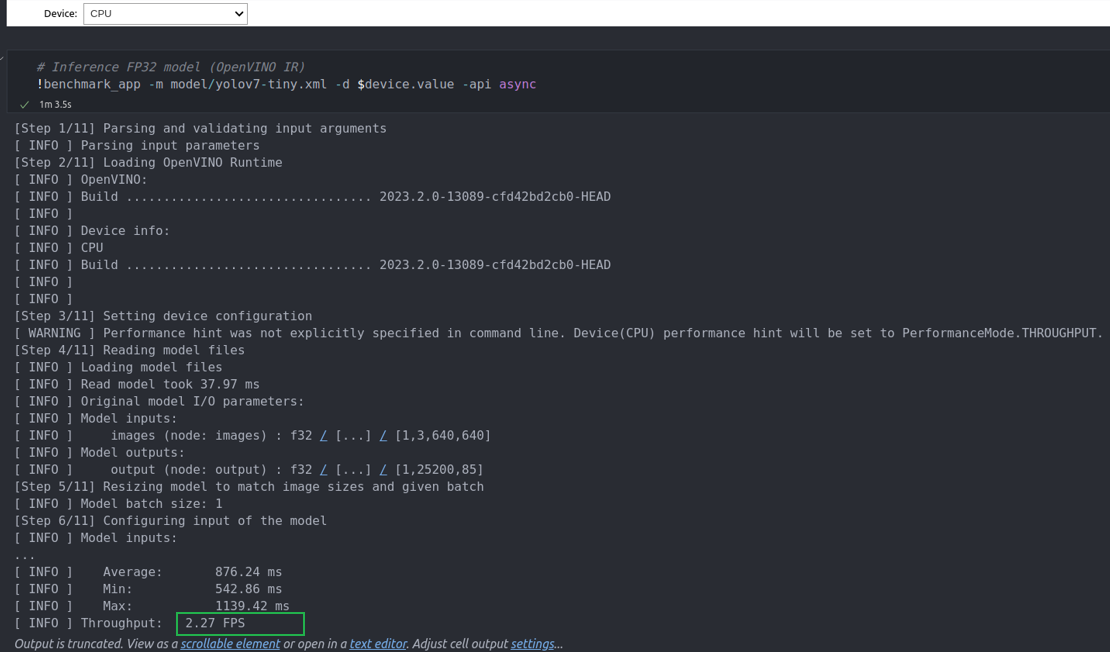 Device: CPU
# Inference FP32 model (OpenVINO IR)
!benchmark_app -m model/yolov7-tiny.xml -d $device.value -api async
1m 3.5s
[Step 1/11] Parsing and validating input arguments
[ INFO ] Parsing input parameters
[Step 2/11] Loading OpenVINO Runtime
[ INFO ] OpenVINO:
[ INFO ] Build ................................. 2023.2.0-13089-cfd42bd2cb0-HEAD
[ INFO ]
[ INFO ] Device info:
[ INFO ] CPU
[ INFO ] Build ................................. 2023.2.0-13089-cfd42bd2cb0-HEAD
[ INFO ]
[ INFO ]
[Step 3/11] Setting device configuration
[ WARNING ] Performance hint was not explicitly specified in command line. Device(CPU) performance hint will be set to PerformanceMode.THROUGHPUT.
[Step 4/11] Reading model files
[ INFO ] Loading model files
[ INFO ] Read model took 37.97 ms
[ INFO ] Original model I/O parameters:
[ INFO ] Model inputs:
[ INFO ]     images (node: images) : f32 / [...] / [1,3,640,640]
[ INFO ] Model outputs:
[ INFO ]     output (node: output) : f32 / [...] / [1,25200,85]
[Step 5/11] Resizing model to match image sizes and given batch
[ INFO ] Model batch size: 1
[Step 6/11] Configuring input of the model
[ INFO ] Model inputs:
...
[ INFO ]    Average:       876.24 ms
[ INFO ]    Min:           542.86 ms
[ INFO ]    Max:           1139.42 ms
[ INFO ] Throughput:   2.27 FPS
Output is truncated. View as a scrollable element or open in a text editor. Adjust cell output settings...